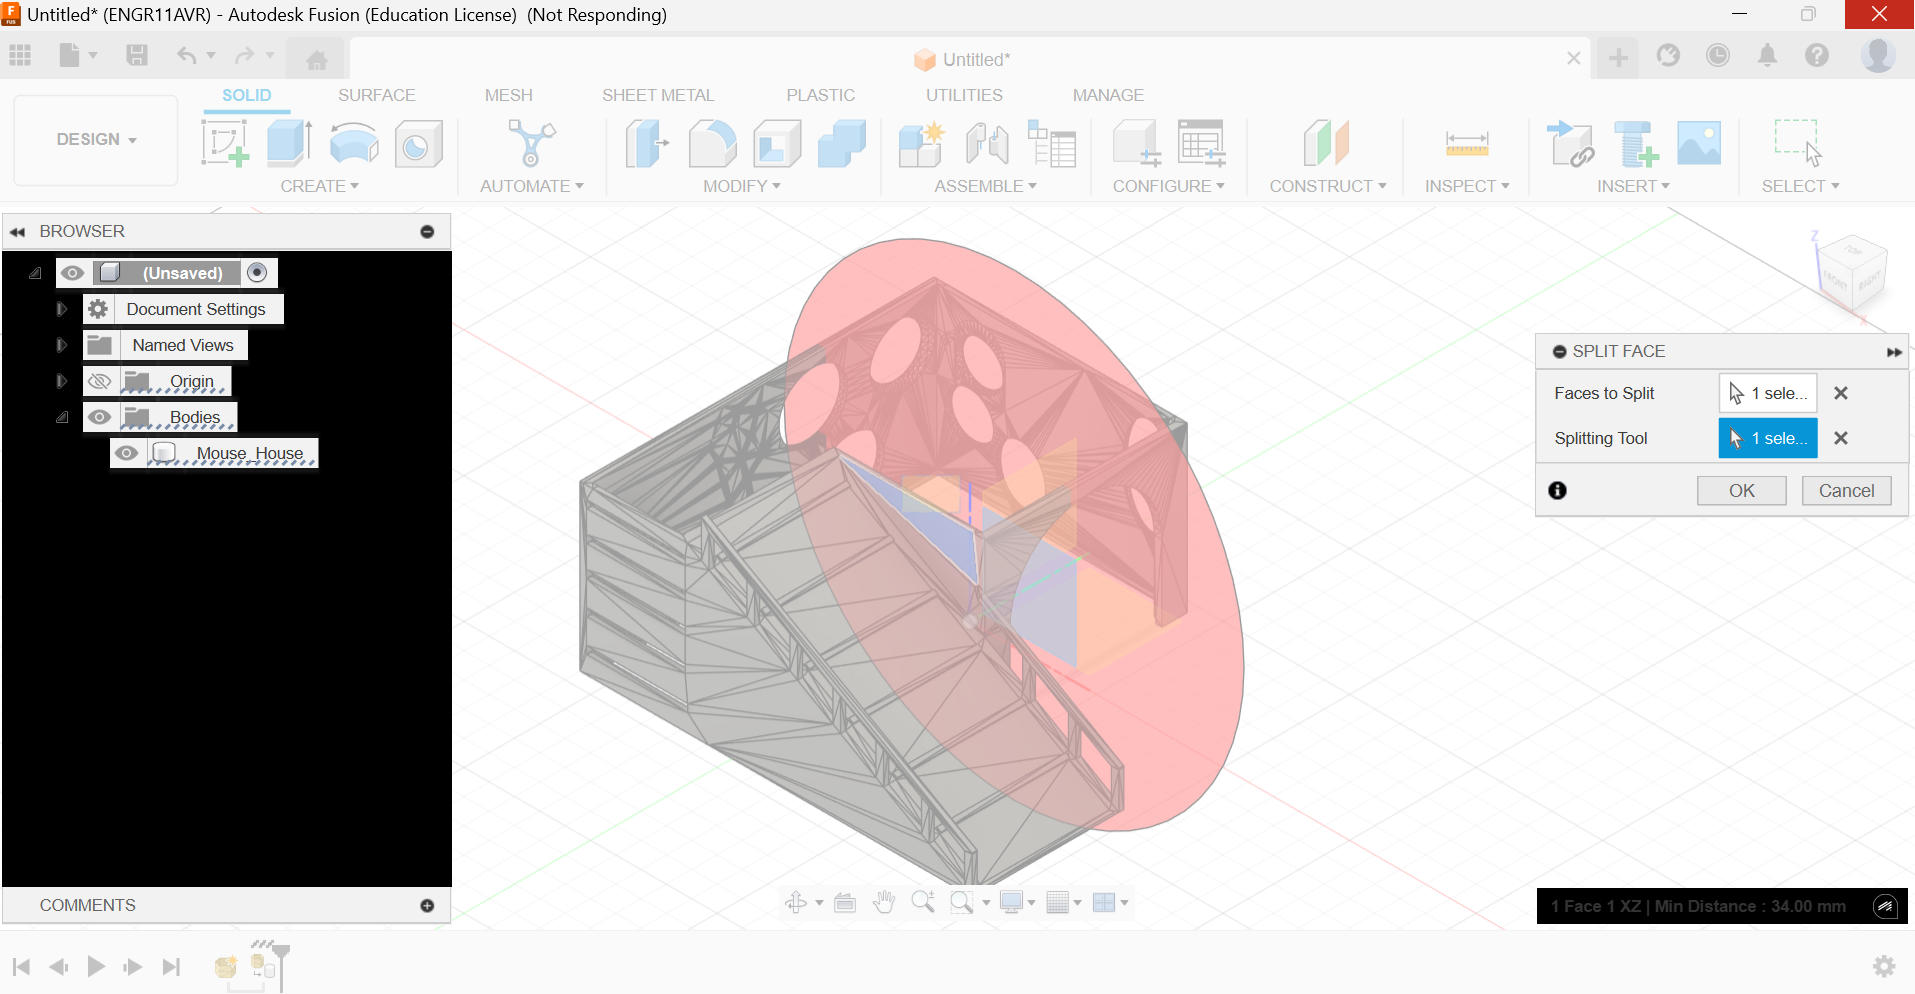 Untitled* (ENGR11AVR) - Autodesk Fusion (Education License) (Not Responding)
Untitled*
SOLID SURFACE MESH SHEET METAL PLASTIC UTILITIES MANAGE
DESIGN
CREATE AUTOMATE MODIFY ASSEMBLE CONFIGURE CONSTRUCT INSPECT INSERT SELECT
BROWSER
(Unsaved)
Document Settings
Named Views
Origin
Bodies
Mouse_House
Z
TOP
FRONT RIGHT
X
SPLIT FACE
Faces to Split 1 sele...
Splitting Tool 1 sele...
OK Cancel
COMMENTS
1 Face 1 XZ | Min Distance : 34.00 mm